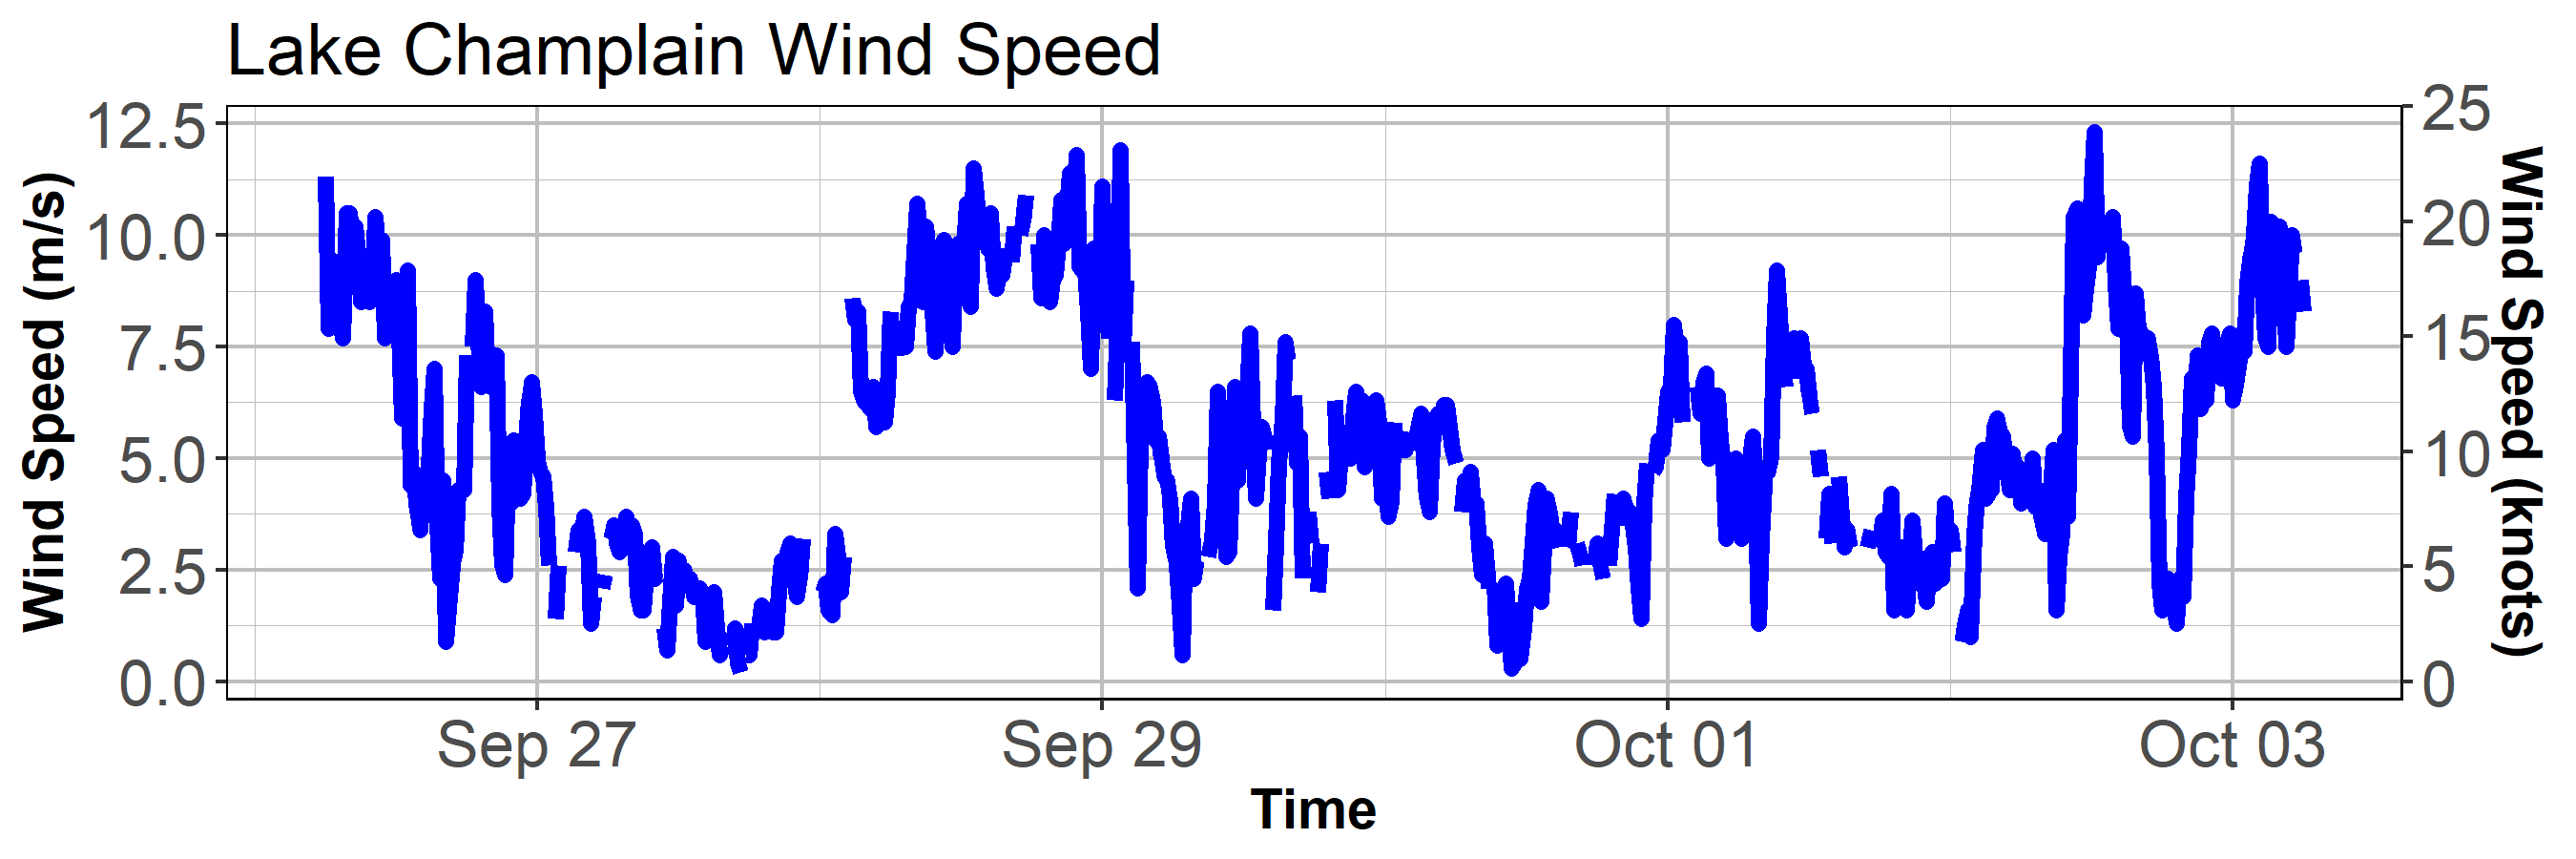 Lake Champlain Wind Speed
12.5
10.0
7.5
5.0
2.5
0.0
Wind Speed (m/s)
25
20
15
10
5
0
Wind Speed (knots)
Sep 27
Sep 29
Oct 01
Oct 03
Time